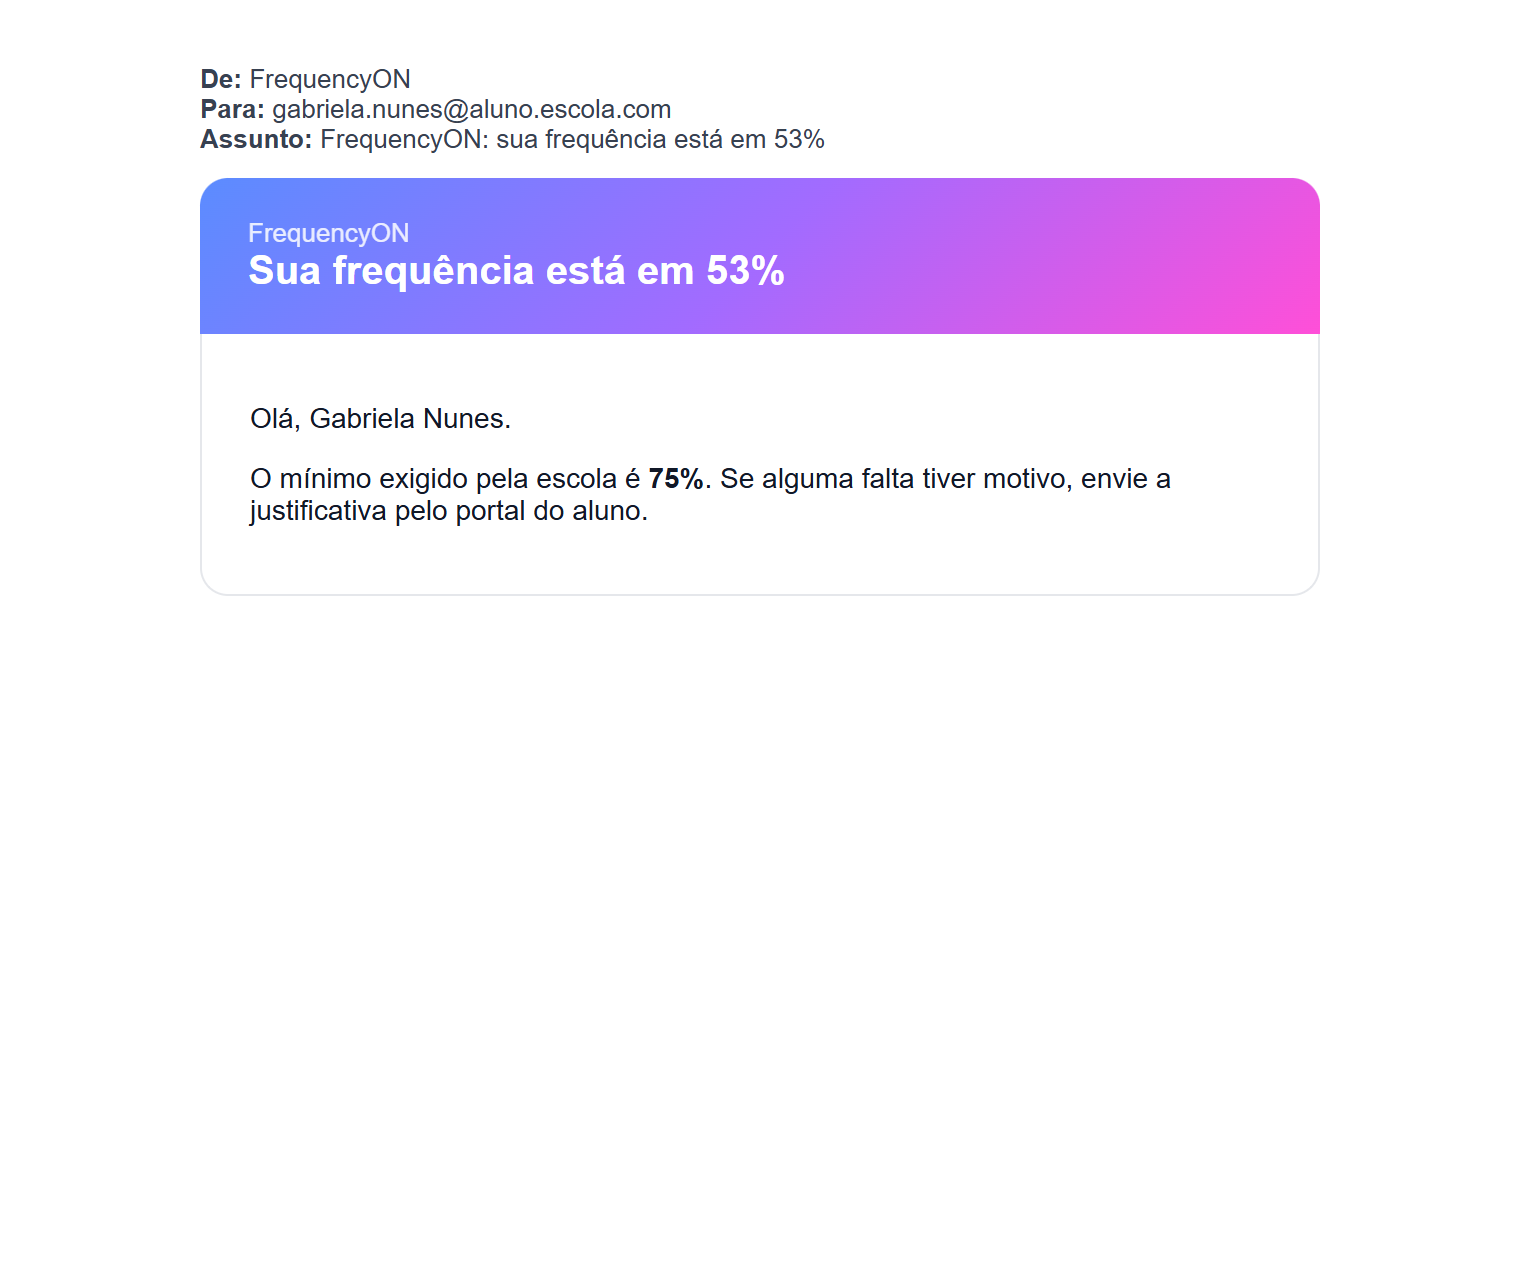 De: FrequencyON
Para: gabriela.nunes@aluno.escola.com
Assunto: FrequencyON: sua frequência está em 53%
FrequencyON
Sua frequência está em 53%
Olá, Gabriela Nunes.
O mínimo exigido pela escola é 75%. Se alguma falta tiver motivo, envie a
justificativa pelo portal do aluno.